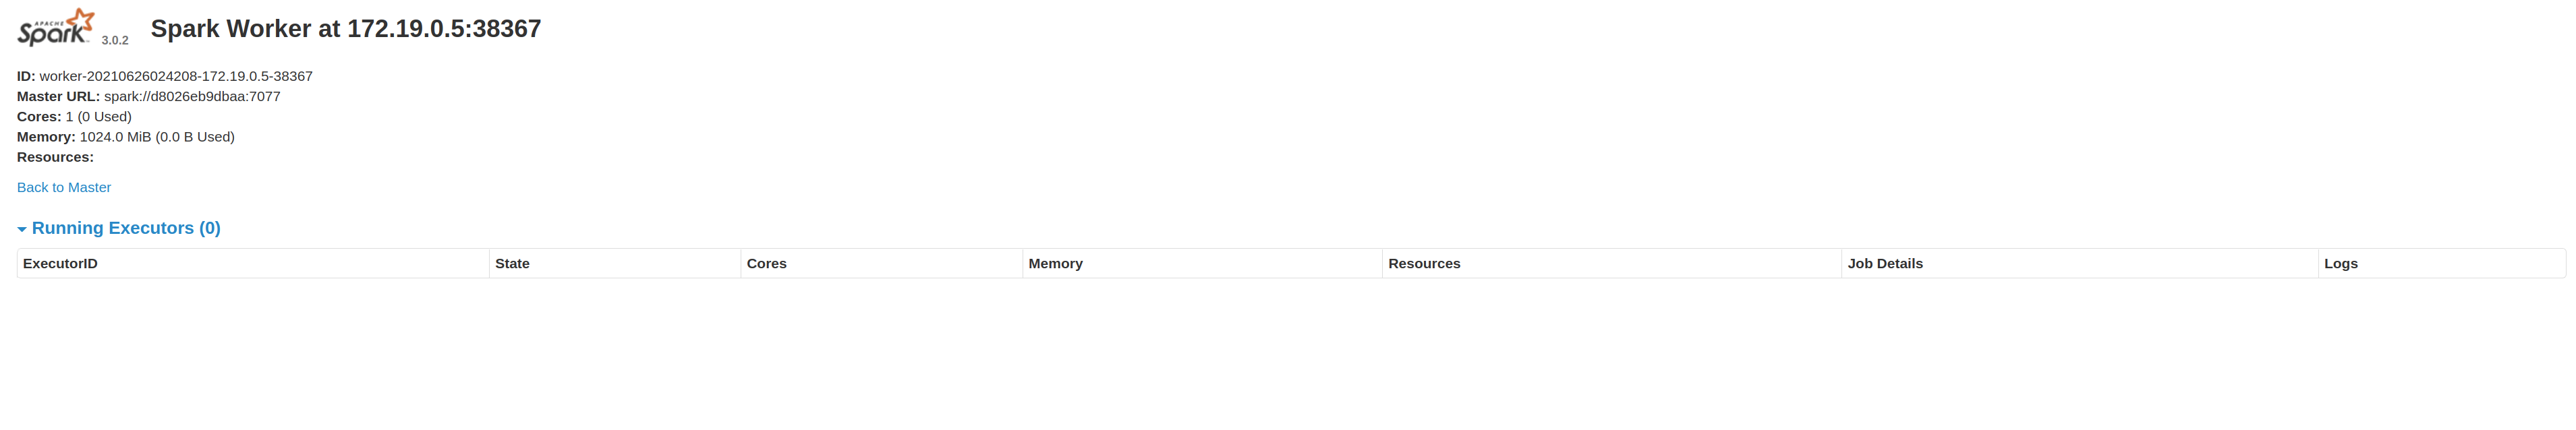 APACHE
Spark 3.0.2 Spark Worker at 172.19.0.5:38367
ID: worker-20210626024208-172.19.0.5-38367
Master URL: spark://d8026eb9dbaa:7077
Cores: 1 (0 Used)
Memory: 1024.0 MiB (0.0 B Used)
Resources:
Back to Master
Running Executors (0)
ExecutorID State Cores Memory Resources Job Details Logs